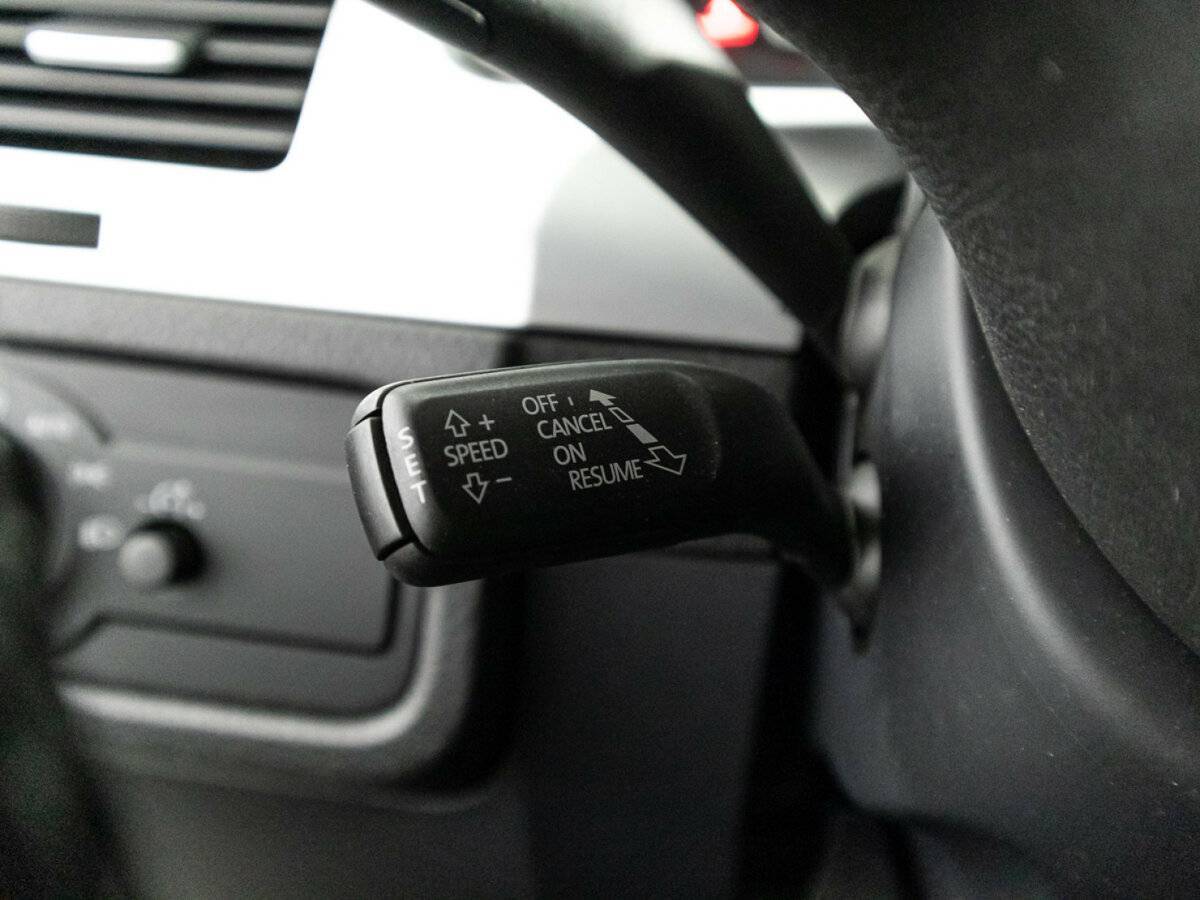 SET
+
SPEED
−
OFF
CANCEL
ON
RESUME